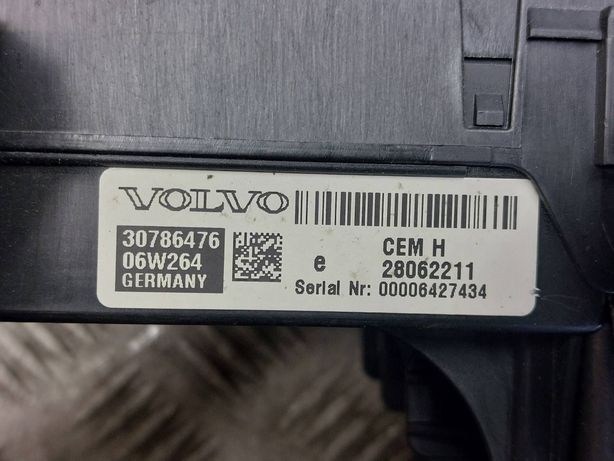 VOLVO
30786476
06W264
GERMANY
e
CEM H
28062211
Serial Nr: 00006427434